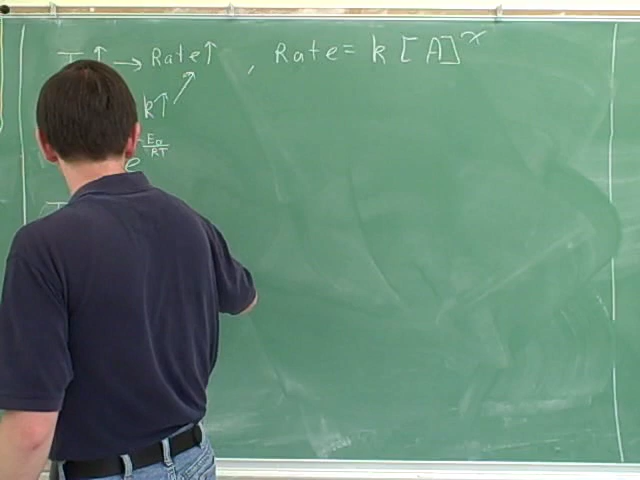 T ↑ → Rate ↑ , Rate = k [A]^x
k ↑ ↗
e^-Ea/RT
T